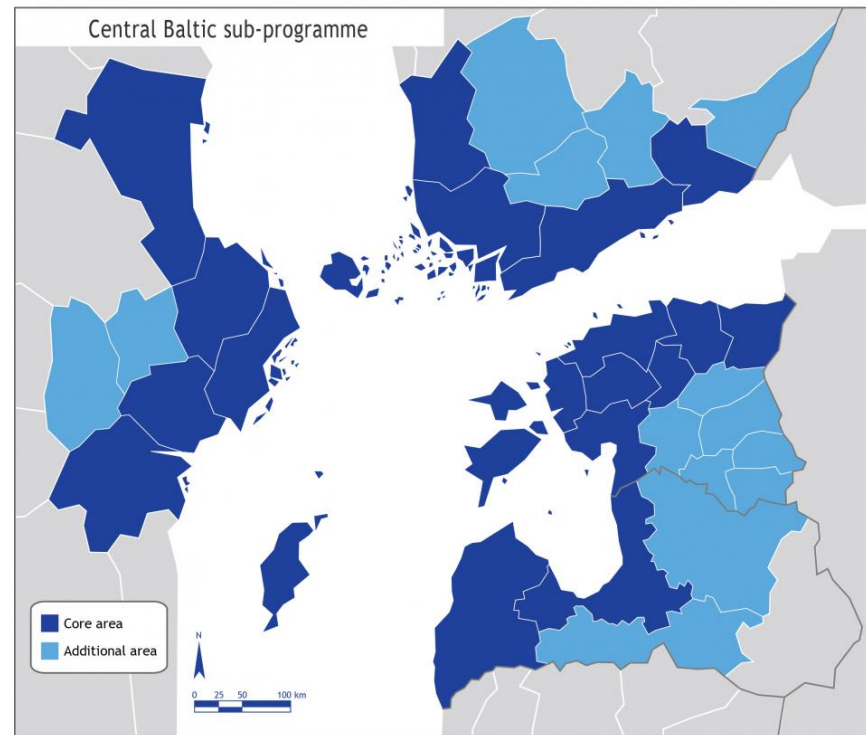 Central Baltic sub-programme
Core area
Additional area
N
0 25 50 100 km